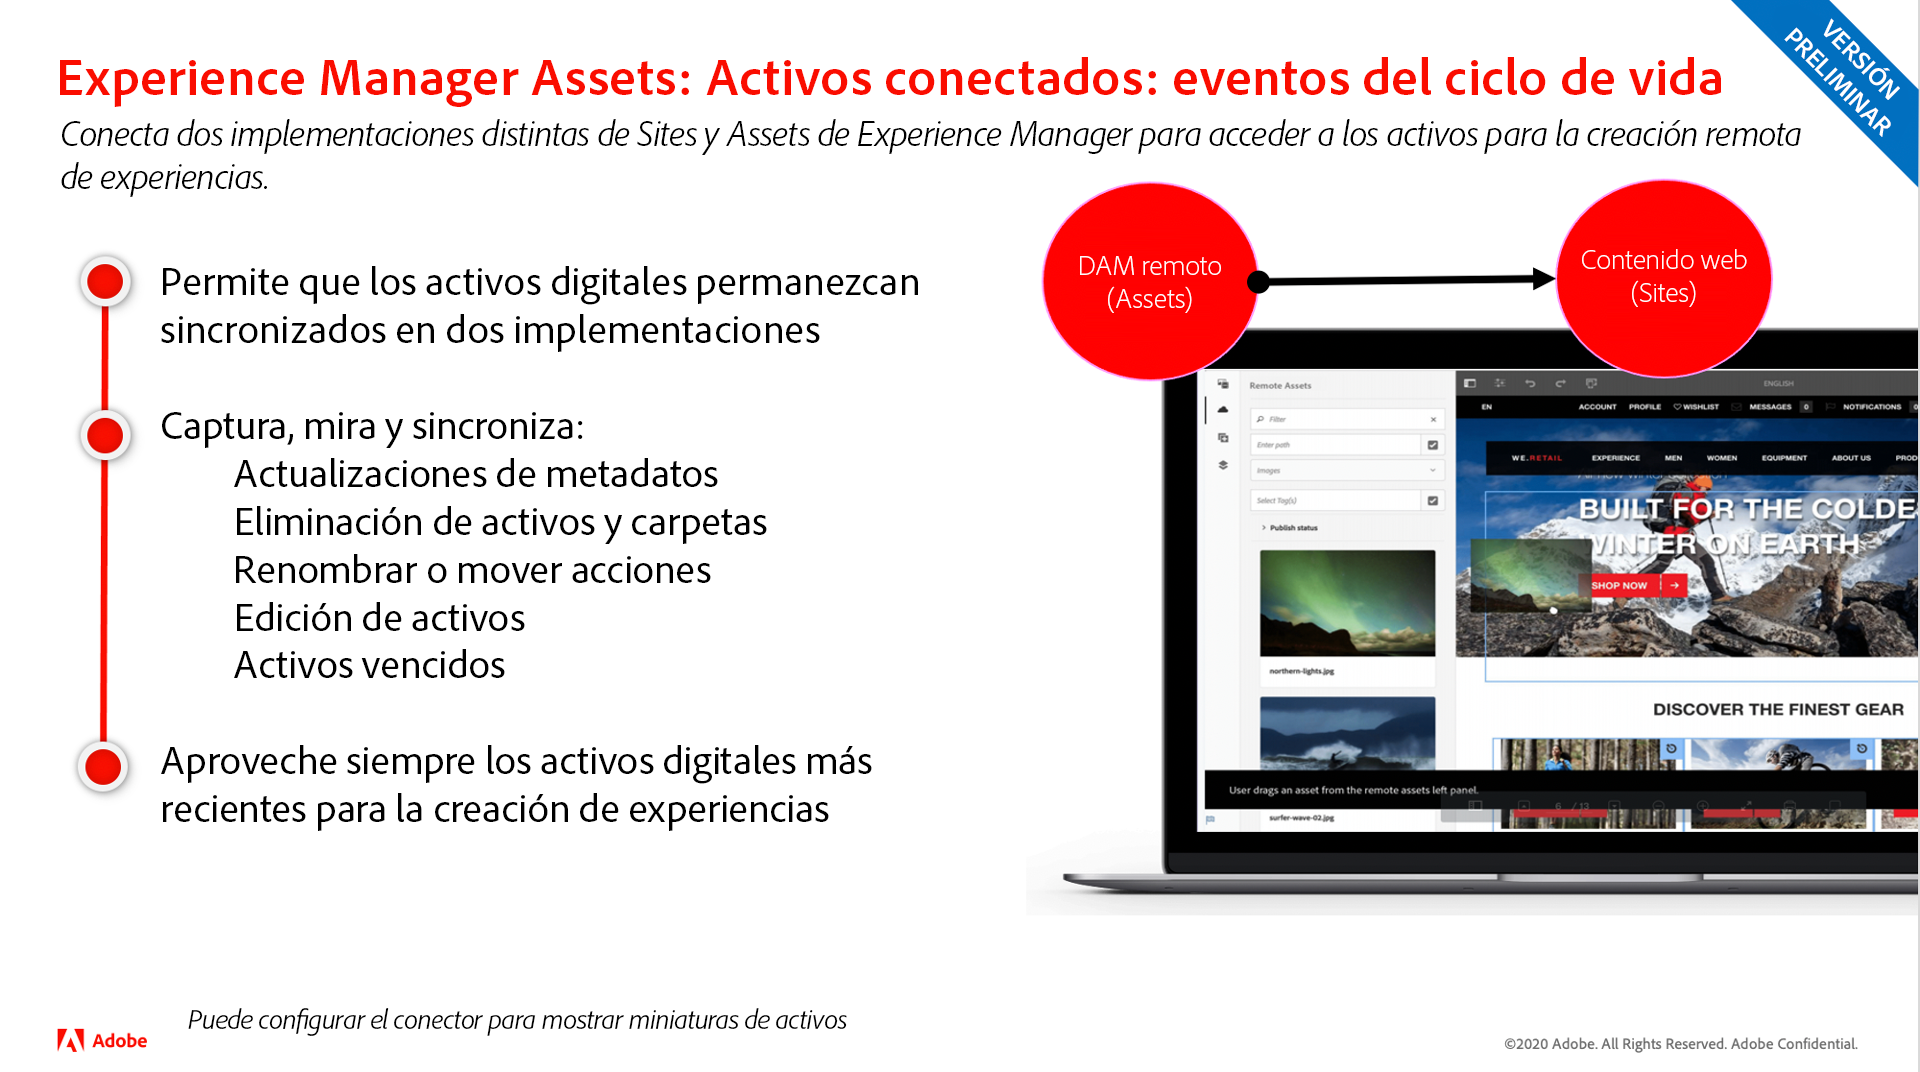 VERSIÓN
PRELIMINAR
Experience Manager Assets: Activos conectados: eventos del ciclo de vida
Conecta dos implementaciones distintas de Sites y Assets de Experience Manager para acceder a los activos para la creación remota
de experiencias.
Permite que los activos digitales permanezcan
sincronizados en dos implementaciones
Captura, mira y sincroniza:
Actualizaciones de metadatos
Eliminación de activos y carpetas
Renombrar o mover acciones
Edición de activos
Activos vencidos
Aproveche siempre los activos digitales más
recientes para la creación de experiencias
DAM remoto
(Assets)
Contenido web
(Sites)
Remote Assets
Filter
Enter path
Images
Select Tag(s)
Publish status
northern-lights.jpg
surfer-wave-02.jpg
ENGLISH
EN ACCOUNT PROFILE WISHLIST MESSAGES 0 NOTIFICATIONS 0
WE.RETAIL EXPERIENCE MEN WOMEN EQUIPMENT ABOUT US PROD
BUILT FOR THE COLDE
WINTER ON EARTH
SHOP NOW
DISCOVER THE FINEST GEAR
User drags an asset from the remote assets left panel.
6 / 13
Puede configurar el conector para mostrar miniaturas de activos
Adobe
©2020 Adobe. All Rights Reserved. Adobe Confidential.